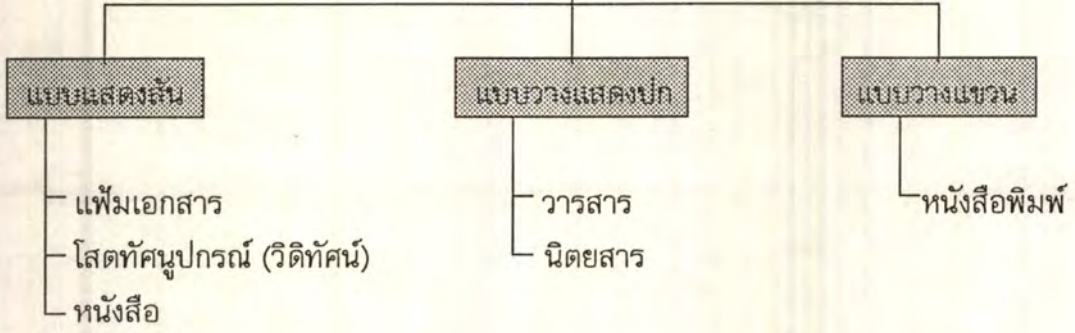 แบบแสดงสัน
แบบวางแสดงปก
แบบวางแขวน
แฟ้มเอกสาร
โสตทัศนูปกรณ์ (วิดิทัศน์)
หนังสือ
วารสาร
นิตยสาร
หนังสือพิมพ์